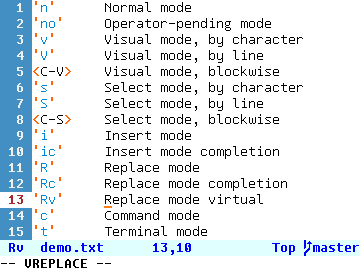 1 'n' Normal mode
2 'no' Operator-pending mode
3 'v' Visual mode, by character
4 'V' Visual mode, by line
5 <C-V> Visual mode, blockwise
6 's' Select mode, by character
7 'S' Select mode, by line
8 <C-S> Select mode, blockwise
9 'i' Insert mode
10 'ic' Insert mode completion
11 'R' Replace mode
12 'Rc' Replace mode completion
13 'Rv' Replace mode virtual
14 'c' Command mode
15 't' Terminal mode
Rv demo.txt 13,10 Top master
-- VREPLACE --